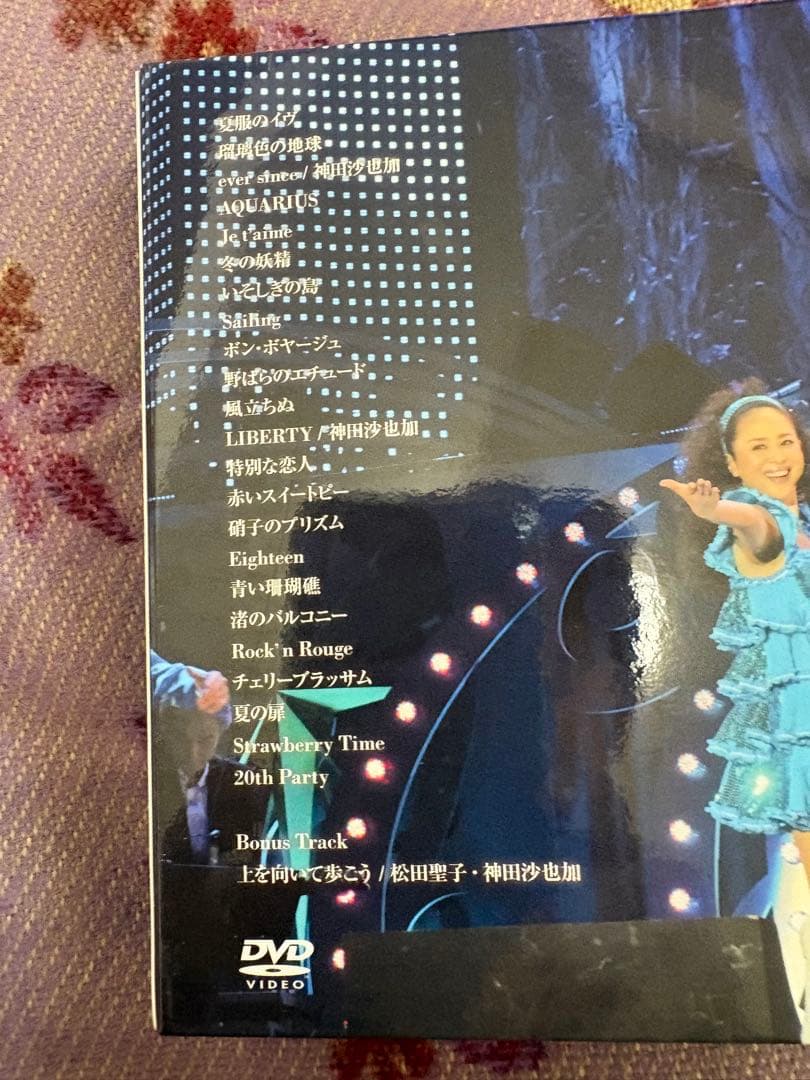 夏服のイヴ
瑠璃色の地球
ever since / 神田沙也加
AQUARIUS
Je t'aime
冬の妖精
いそしぎの島
Sailing
ボン・ボヤージュ
野ばらのエチュード
風立ちぬ
LIBERTY / 神田沙也加
特別な恋人
赤いスイートピー
硝子のプリズム
Eighteen
青い珊瑚礁
渚のバルコニー
Rock'n Rouge
チェリーブラッサム
夏の扉
Strawberry Time
20th Party
Bonus Track
上を向いて歩こう / 松田聖子・神田沙也加
DVD
VIDEO